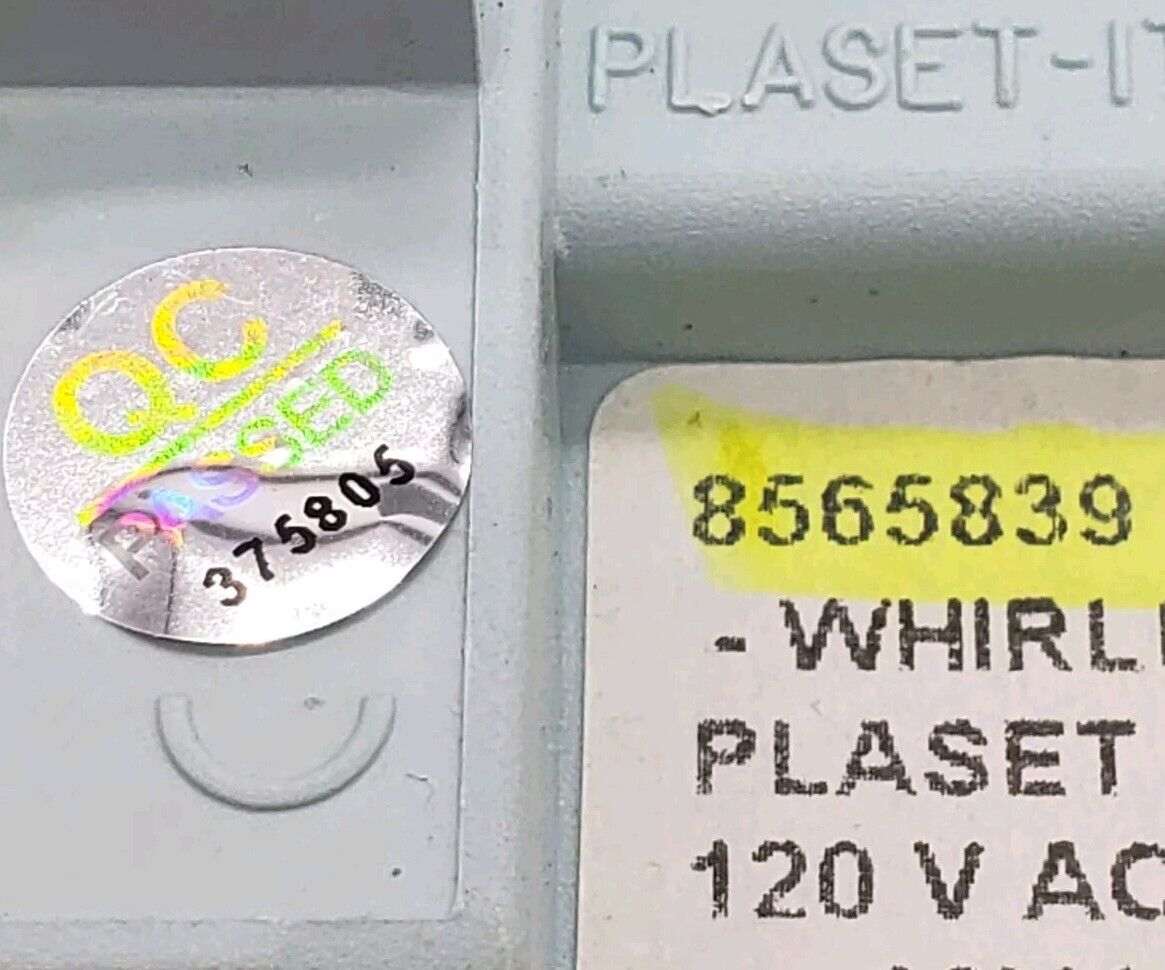 PLASET-IT
QC
PASSED
375805
8565839
- WHIRL
PLASET
120 V AC